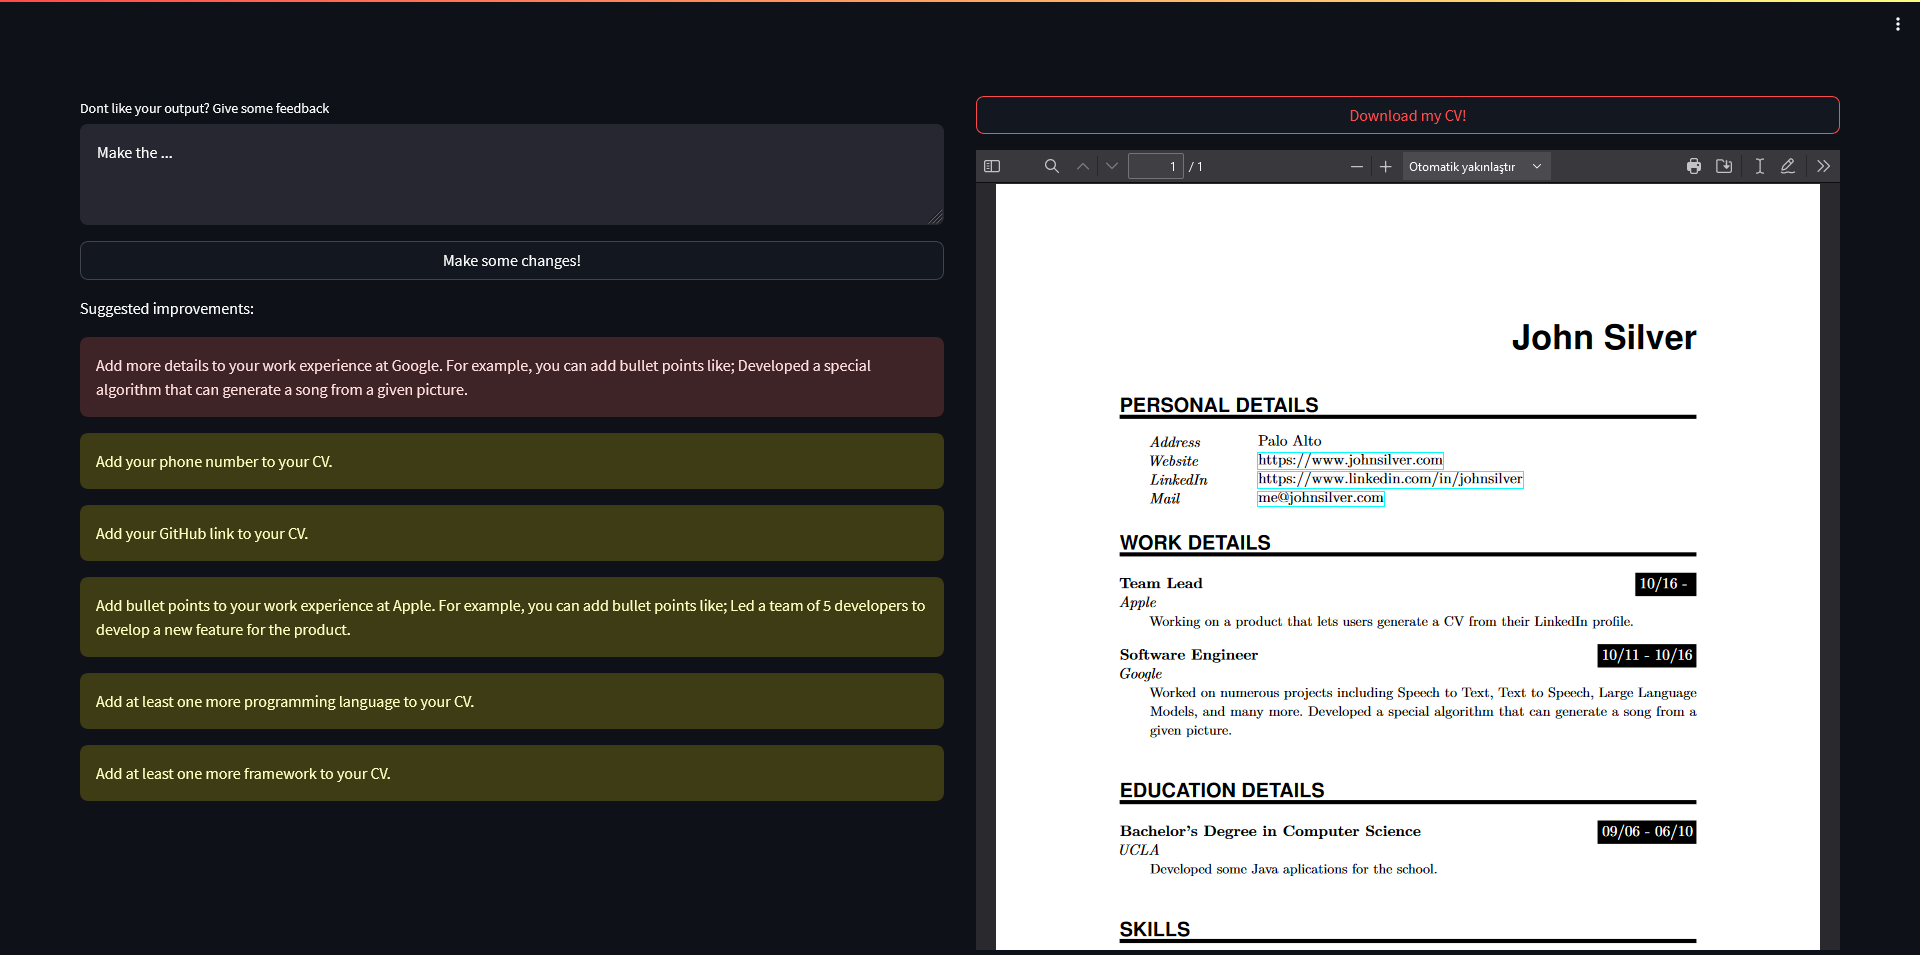 Dont like your output? Give some feedback
Make the ...
Make some changes!
Suggested improvements:
Add more details to your work experience at Google. For example, you can add bullet points like; Developed a special
algorithm that can generate a song from a given picture.
Add your phone number to your CV.
Add your GitHub link to your CV.
Add bullet points to your work experience at Apple. For example, you can add bullet points like; Led a team of 5 developers to
develop a new feature for the product.
Add at least one more programming language to your CV.
Add at least one more framework to your CV.
Download my CV!
1 / 1 Otomatik yakınlaştır
John Silver
PERSONAL DETAILS
Address Palo Alto
Website https://www.johnsilver.com
LinkedIn https://www.linkedin.com/in/johnsilver
Mail me@johnsilver.com
WORK DETAILS
Team Lead 10/16 -
Apple
Working on a product that lets users generate a CV from their LinkedIn profile.
Software Engineer 10/11 - 10/16
Google
Worked on numerous projects including Speech to Text, Text to Speech, Large Language
Models, and many more. Developed a special algorithm that can generate a song from a
given picture.
EDUCATION DETAILS
Bachelor's Degree in Computer Science 09/06 - 06/10
UCLA
Developed some Java aplications for the school.
SKILLS